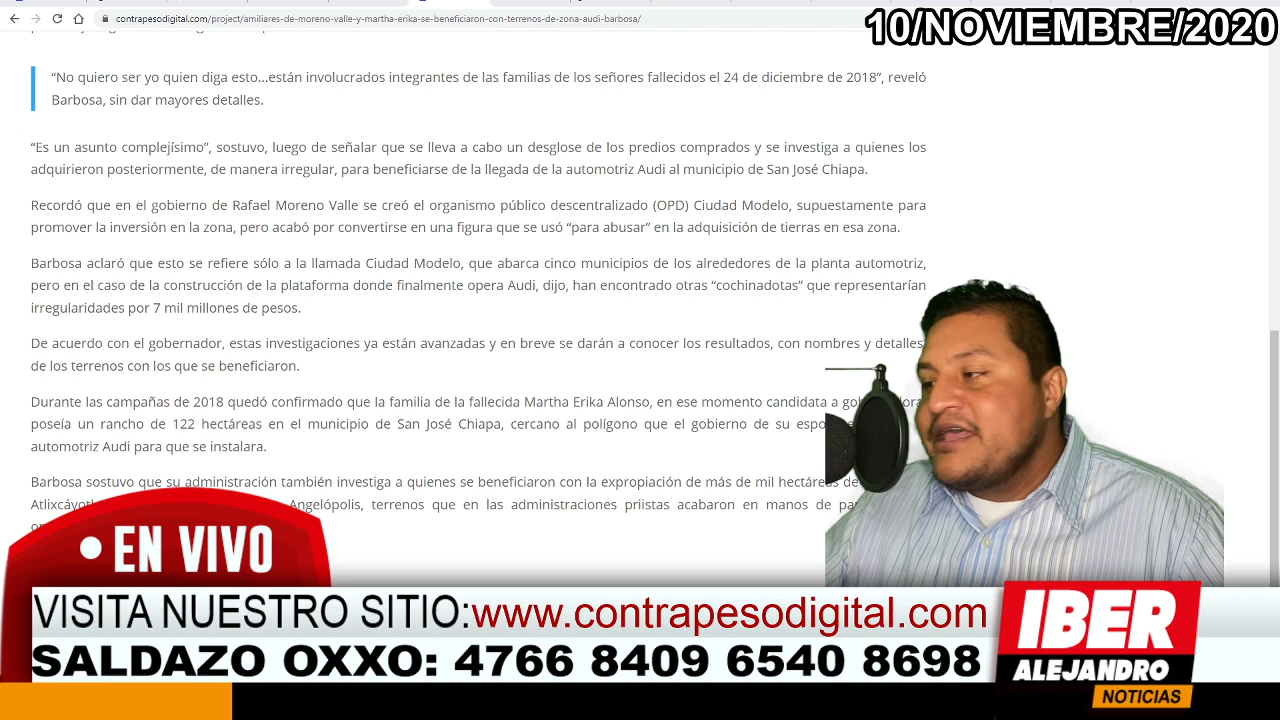 contrapesodigital.com/project/amiliares-de-moreno-valle-y-martha-erika-se-beneficiaron-con-terrenos-de-zona-audi-barbosa/
10/NOVIEMBRE/2020
“No quiero ser yo quien diga esto...están involucrados integrantes de las familias de los señores fallecidos el 24 de diciembre de 2018”, reveló
Barbosa, sin dar mayores detalles.
“Es un asunto complejísimo”, sostuvo, luego de señalar que se lleva a cabo un desglose de los predios comprados y se investiga a quienes los
adquirieron posteriormente, de manera irregular, para beneficiarse de la llegada de la automotriz Audi al municipio de San José Chiapa.
Recordó que en el gobierno de Rafael Moreno Valle se creó el organismo público descentralizado (OPD) Ciudad Modelo, supuestamente para
promover la inversión en la zona, pero acabó por convertirse en una figura que se usó “para abusar” en la adquisición de tierras en esa zona.
Barbosa aclaró que esto se refiere sólo a la llamada Ciudad Modelo, que abarca cinco municipios de los alrededores de la planta automotriz,
pero en el caso de la construcción de la plataforma donde finalmente opera Audi, dijo, han encontrado otras “cochinadotas” que representarían
irregularidades por 7 mil millones de pesos.
De acuerdo con el gobernador, estas investigaciones ya están avanzadas y en breve se darán a conocer los resultados, con nombres y detalles
de los terrenos con los que se beneficiaron.
Durante las campañas de 2018 quedó confirmado que la familia de la fallecida Martha Erika Alonso, en ese momento candidata a
poseía un rancho de 122 hectáreas en el municipio de San José Chiapa, cercano al polígono que el gobierno de su
automotriz Audi para que se instalara.
Barbosa sostuvo que su administración también investiga a quienes se beneficiaron con la expropiación de más de mil hectáreas
Angelópolis, terrenos que en las administraciones priistas acabaron en manos de
EN VIVO
VISITA NUESTRO SITIO:www.contrapesodigital.com
SALDAZO OXXO: 4766 8409 6540 8698
IBER
ALEJANDRO
NOTICIAS